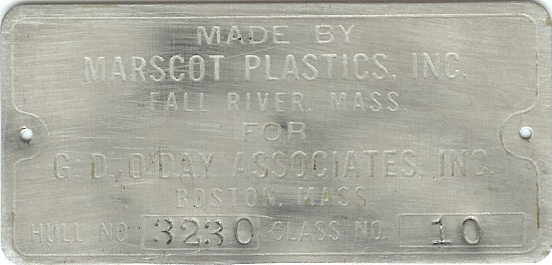 MADE BY
MARSCOT PLASTICS, INC.
FALL RIVER, MASS.
FOR
G. D. O'DAY ASSOCIATES, INC.
BOSTON, MASS
HULL NO 3230 CLASS NO. 10